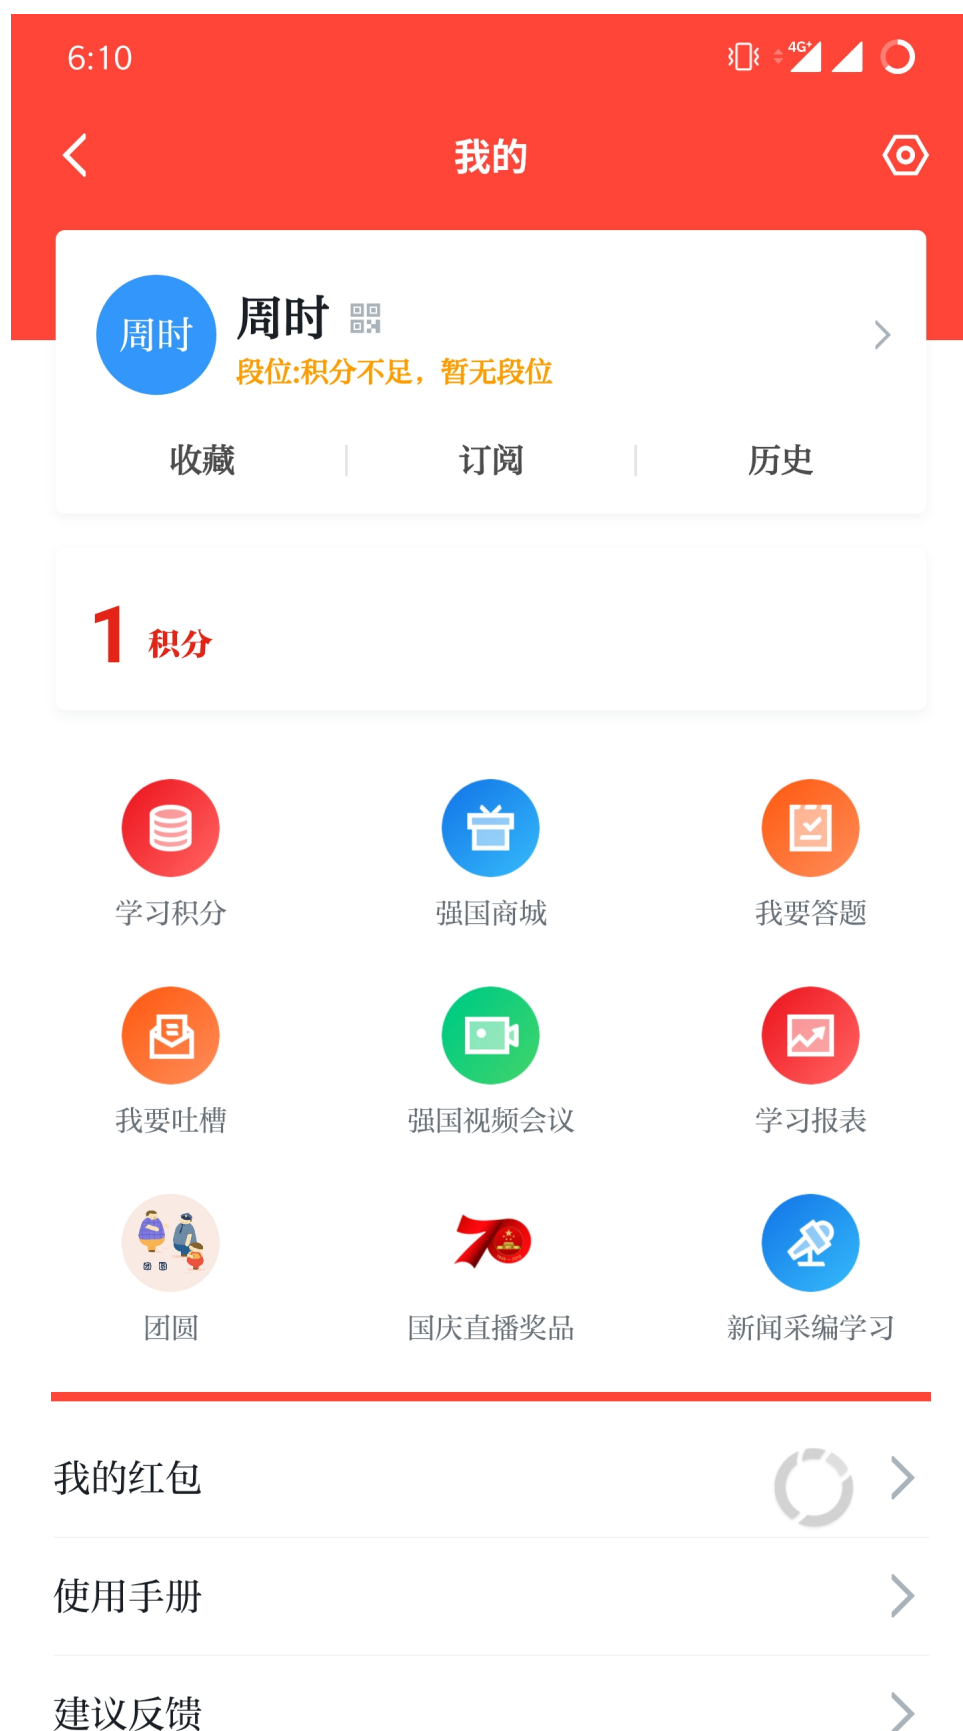 6:10
4G+
我的
周时
周时
段位:积分不足，暂无段位
收藏 订阅 历史
1 积分
学习积分 强国商城 我要答题
我要吐槽 强国视频会议 学习报表
70
团圆 国庆直播奖品 新闻采编学习
我的红包
使用手册
建议反馈